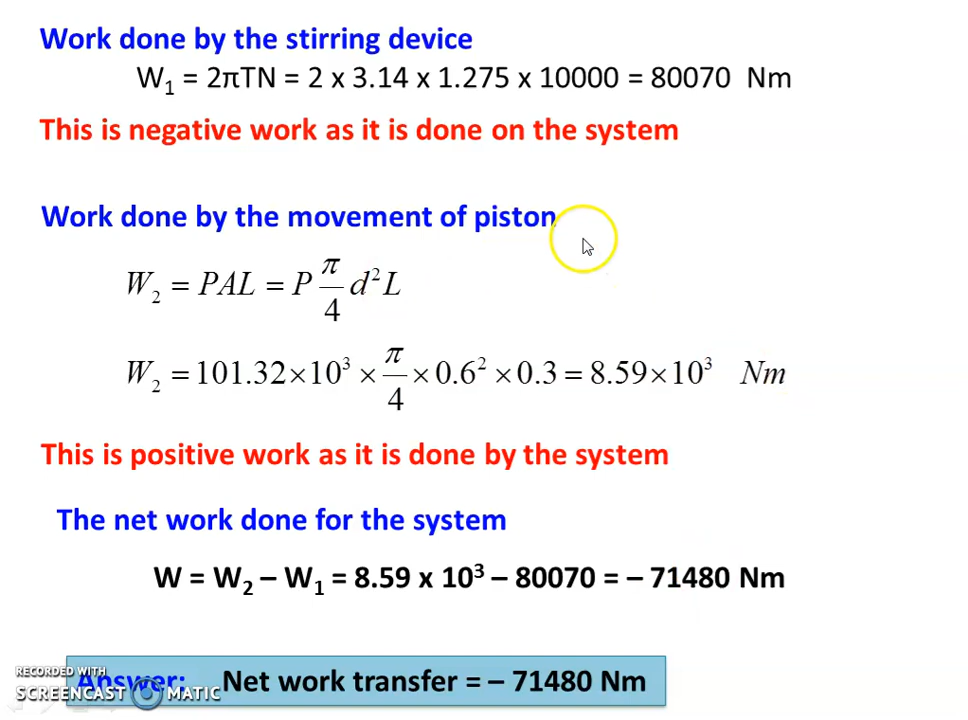 Work done by the stirring device
W₁ = 2πTN = 2 x 3.14 x 1.275 x 10000 = 80070 Nm
This is negative work as it is done on the system
Work done by the movement of piston
W₂ = PAL = P π/4 d² L
W₂ = 101.32×10³ × π/4 × 0.6² × 0.3 = 8.59×10³ Nm
This is positive work as it is done by the system
The net work done for the system
W = W₂ – W₁ = 8.59 x 10³ – 80070 = – 71480 Nm
Answer: Net work transfer = – 71480 Nm
RECORDED WITH
SCREENCAST MATIC